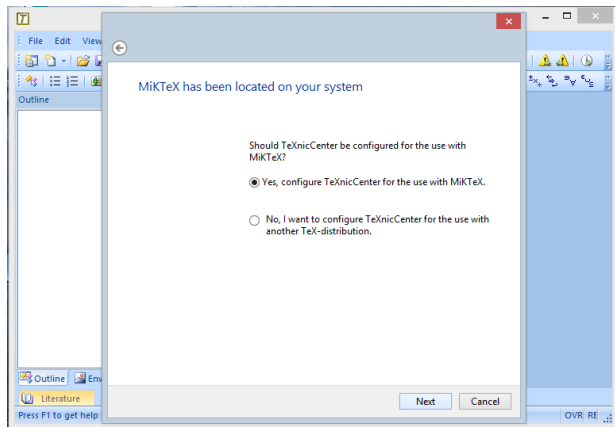 File Edit View
Outline
MiKTeX has been located on your system
Should TeXnicCenter be configured for the use with
MiKTeX?
Yes, configure TeXnicCenter for the use with MiKTeX.
No, I want to configure TeXnicCenter for the use with
another TeX-distribution.
Outline Env
Literature
Next Cancel
Press F1 to get help
OVR RE